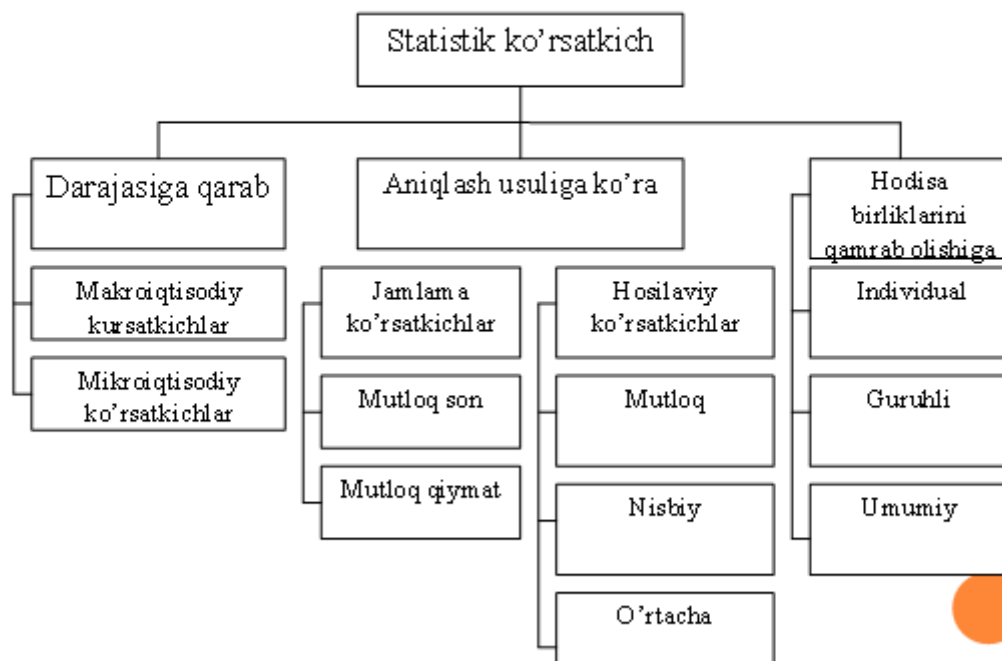 Statistik ko’rsatkich
Darajasiga qarab
Makroiqtisodiy
kursatkichlar
Mikroiqtisodiy
ko’rsatkichlar
Aniqlash usuliga ko’ra
Jamlama
ko’rsatkichlar
Mutloq son
Mutloq qiymat
Hosilaviy
ko’rsatkichlar
Mutloq
Nisbiy
O’rtacha
Hodisa
birliklarini
qamrab olishiga
Individual
Guruhli
Umumiy